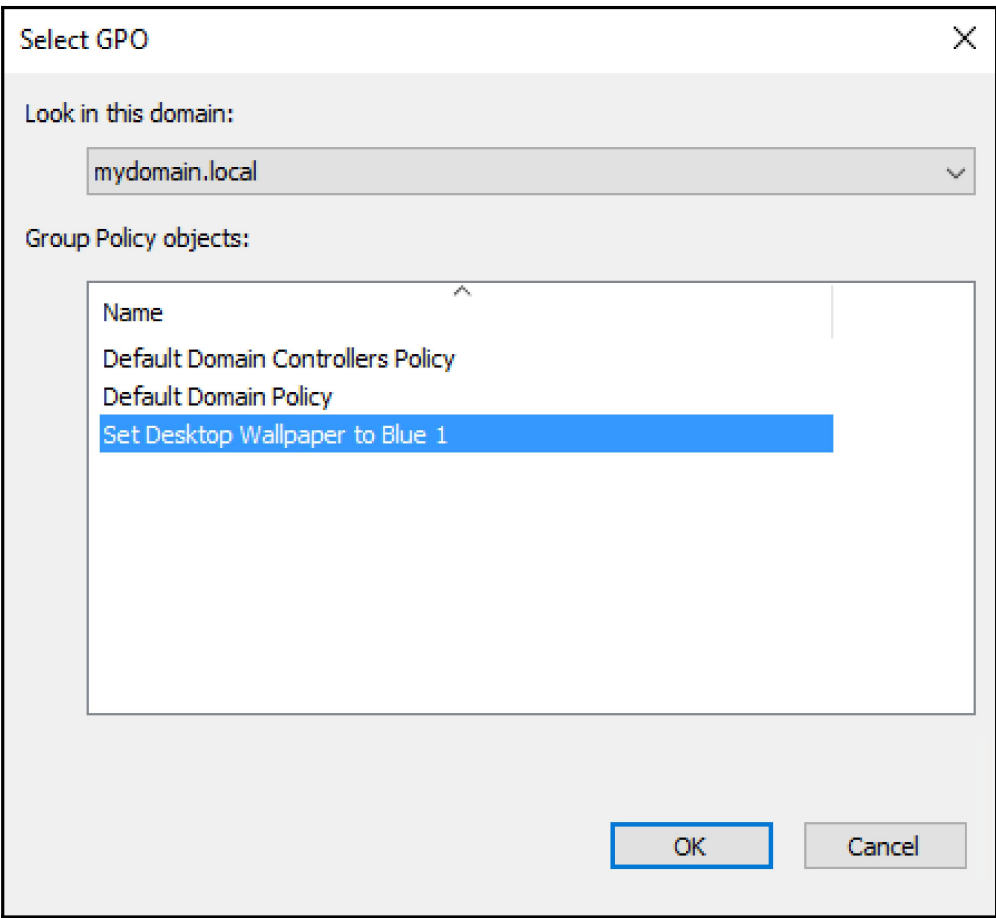 Select GPO
Look in this domain:
mydomain.local
Group Policy objects:
Name
Default Domain Controllers Policy
Default Domain Policy
Set Desktop Wallpaper to Blue 1
OK
Cancel